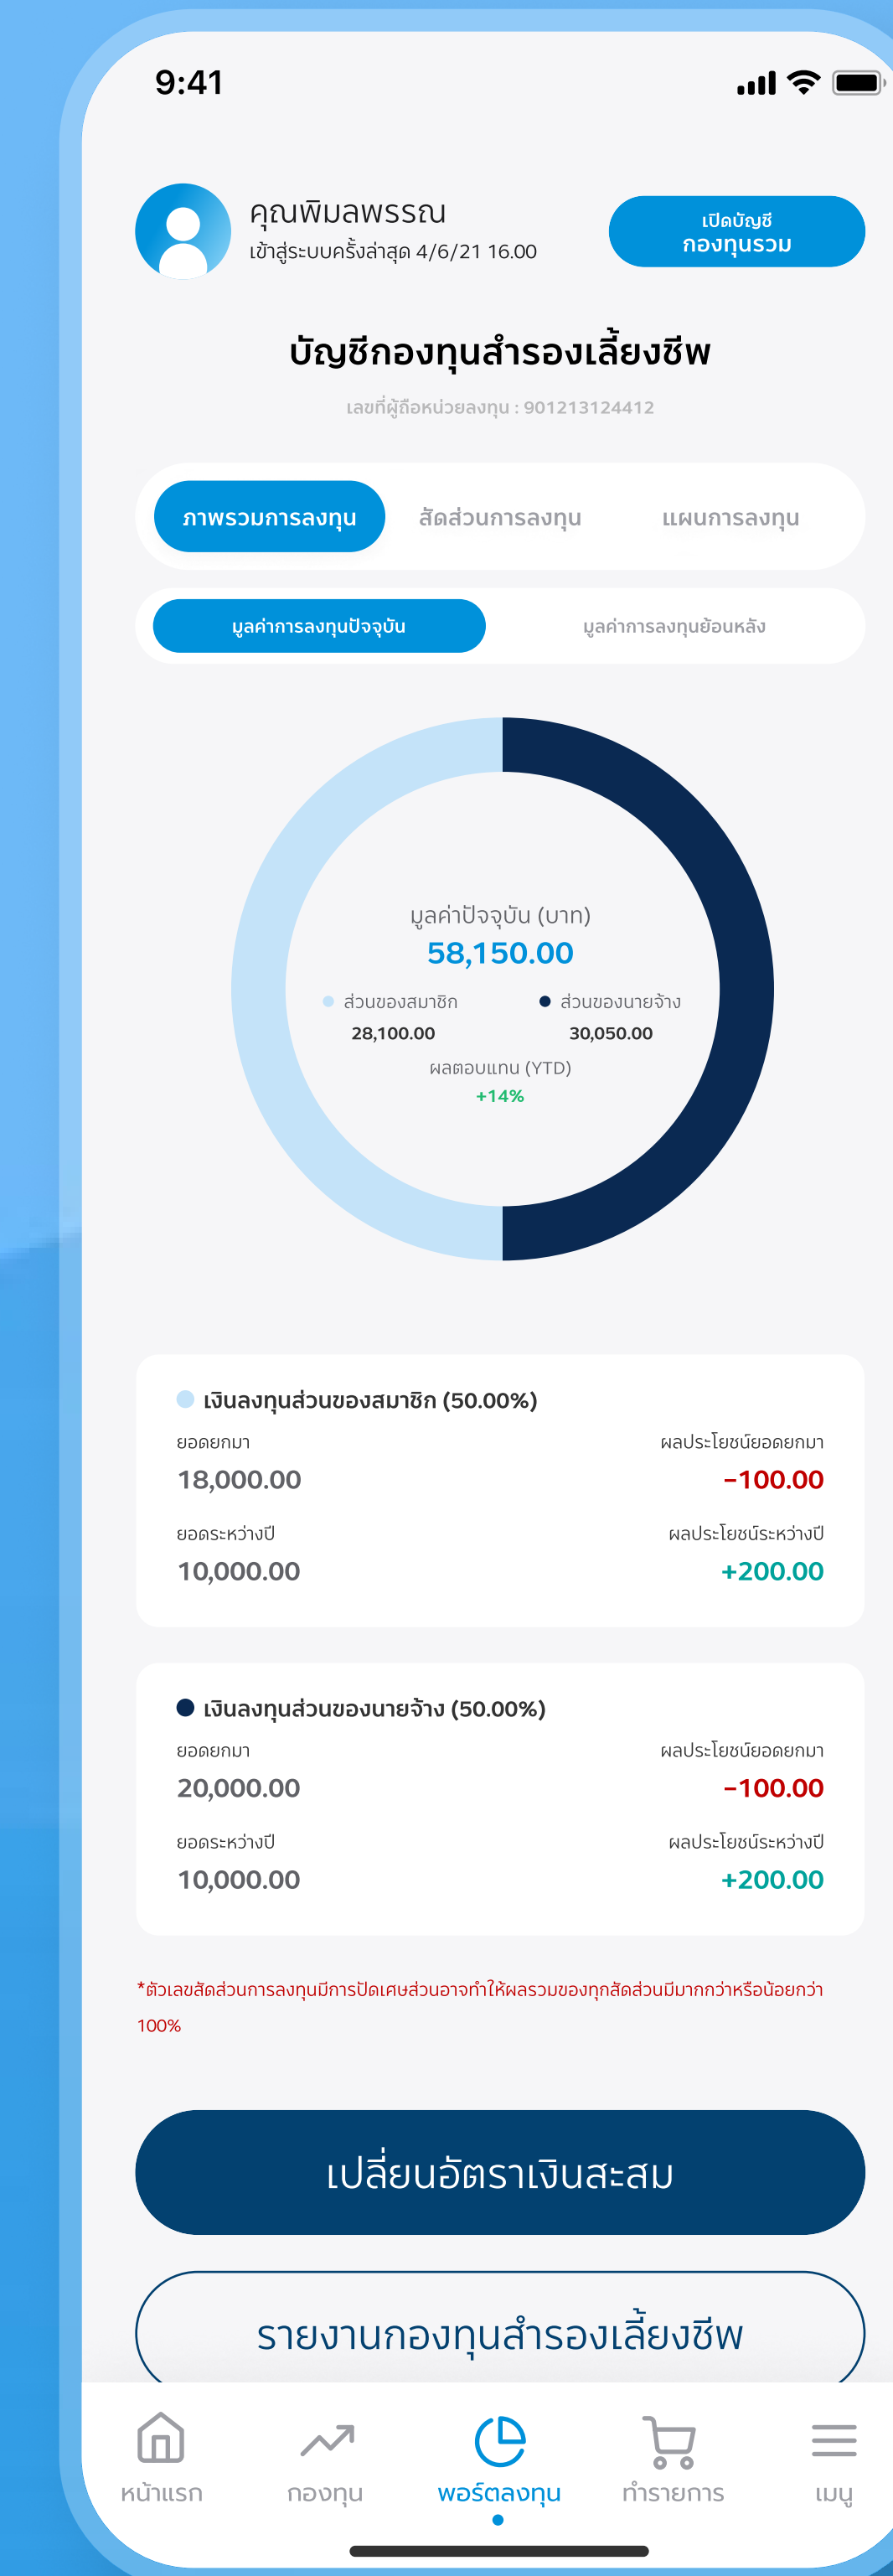 9:41
คุณพิมลพรรณ
เข้าสู่ระบบครั้งล่าสุด 4/6/21 16.00
เปิดบัญชี
กองทุนรวม
บัญชีกองทุนสำรองเลี้ยงชีพ
เลขที่ผู้ถือหน่วยลงทุน : 901213124412
ภาพรวมการลงทุน สัดส่วนการลงทุน แผนการลงทุน
มูลค่าการลงทุนปัจจุบัน มูลค่าการลงทุนย้อนหลัง
มูลค่าปัจจุบัน (บาท)
58,150.00
ส่วนของสมาชิก ส่วนของนายจ้าง
28,100.00 30,050.00
ผลตอบแทน (YTD)
+14%
เงินลงทุนส่วนของสมาชิก (50.00%)
ยอดยกมา ผลประโยชน์ยอดยกมา
18,000.00 -100.00
ยอดระหว่างปี ผลประโยชน์ระหว่างปี
10,000.00 +200.00
เงินลงทุนส่วนของนายจ้าง (50.00%)
ยอดยกมา ผลประโยชน์ยอดยกมา
20,000.00 -100.00
ยอดระหว่างปี ผลประโยชน์ระหว่างปี
10,000.00 +200.00
*ตัวเลขสัดส่วนการลงทุนมีการปัดเศษส่วนอาจทำให้ผลรวมของทุกสัดส่วนมีมากกว่าหรือน้อยกว่า
100%
เปลี่ยนอัตราเงินสะสม
รายงานกองทุนสำรองเลี้ยงชีพ
หน้าแรก กองทุน พอร์ตลงทุน ทำรายการ เมนู